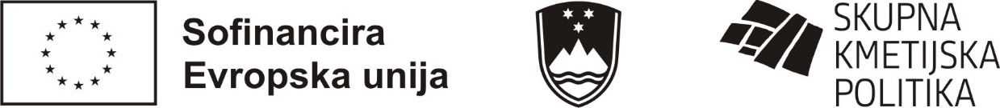 Sofinancira
Evropska unija
SKUPNA
KMETIJSKA
POLITIKA